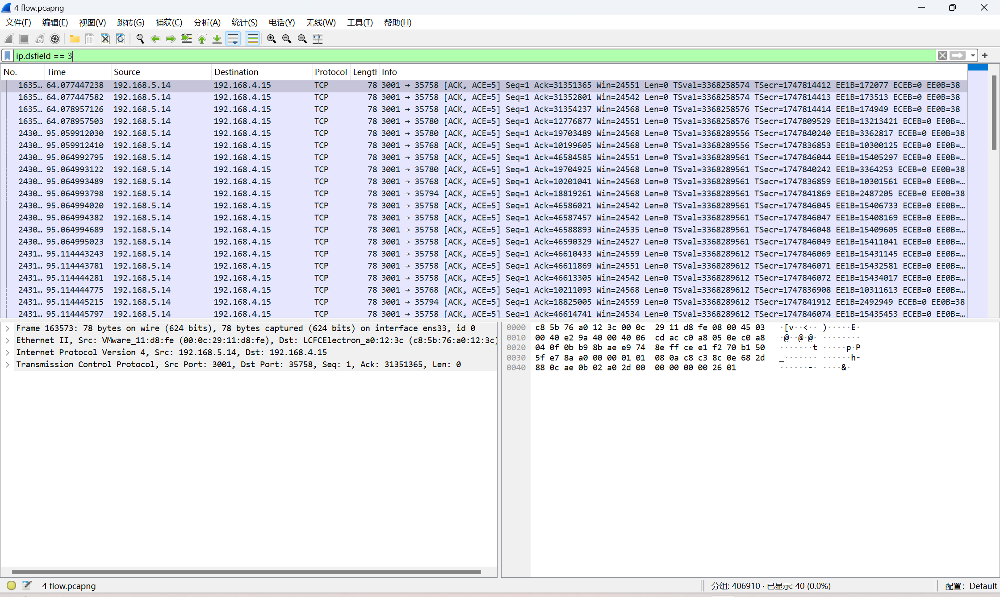 4 flow.pcapng
文件(F) 编辑(E) 视图(V) 跳转(G) 捕获(C) 分析(A) 统计(S) 电话(Y) 无线(W) 工具(T) 帮助(H)
ip.dsfield == 3
No. Time Source Destination Protocol Length Info
1635… 64.077447238 192.168.5.14 192.168.4.15 TCP 78 3001 → 35758 [ACK, ACE=5] Seq=1 Ack=31351365 Win=24551 Len=0 TSval=3368258574 TSecr=1747814412 EE1B=172077 ECEB=0 EE0B=38
1635… 64.077447582 192.168.5.14 192.168.4.15 TCP 78 3001 → 35758 [ACK, ACE=5] Seq=1 Ack=31352801 Win=24542 Len=0 TSval=3368258574 TSecr=1747814413 EE1B=173513 ECEB=0 EE0B=38
1635… 64.078957126 192.168.5.14 192.168.4.15 TCP 78 3001 → 35758 [ACK, ACE=5] Seq=1 Ack=31354237 Win=24568 Len=0 TSval=3368258576 TSecr=1747814414 EE1B=174949 ECEB=0 EE0B=38
1635… 64.078957503 192.168.5.14 192.168.4.15 TCP 78 3001 → 35780 [ACK, ACE=5] Seq=1 Ack=12776877 Win=24551 Len=0 TSval=3368258576 TSecr=1747809529 EE1B=13213421 ECEB=0 EE0B=…
2430… 95.059912030 192.168.5.14 192.168.4.15 TCP 78 3001 → 35780 [ACK, ACE=5] Seq=1 Ack=19703489 Win=24568 Len=0 TSval=3368289556 TSecr=1747840240 EE1B=3362817 ECEB=0 EE0B=38
2430… 95.059912410 192.168.5.14 192.168.4.15 TCP 78 3001 → 35768 [ACK, ACE=5] Seq=1 Ack=10199605 Win=24568 Len=0 TSval=3368289556 TSecr=1747836853 EE1B=10300125 ECEB=0 EE0B=…
2430… 95.064992795 192.168.5.14 192.168.4.15 TCP 78 3001 → 35758 [ACK, ACE=5] Seq=1 Ack=46584585 Win=24551 Len=0 TSval=3368289561 TSecr=1747846044 EE1B=15405297 ECEB=0 EE0B=…
2430… 95.064993122 192.168.5.14 192.168.4.15 TCP 78 3001 → 35780 [ACK, ACE=5] Seq=1 Ack=19704925 Win=24568 Len=0 TSval=3368289561 TSecr=1747840242 EE1B=3364253 ECEB=0 EE0B=38
2430… 95.064993489 192.168.5.14 192.168.4.15 TCP 78 3001 → 35768 [ACK, ACE=5] Seq=1 Ack=10201041 Win=24568 Len=0 TSval=3368289561 TSecr=1747836859 EE1B=10301561 ECEB=0 EE0B=…
2430… 95.064993798 192.168.5.14 192.168.4.15 TCP 78 3001 → 35794 [ACK, ACE=5] Seq=1 Ack=18819261 Win=24568 Len=0 TSval=3368289561 TSecr=1747841869 EE1B=2487205 ECEB=0 EE0B=38
2430… 95.064994020 192.168.5.14 192.168.4.15 TCP 78 3001 → 35758 [ACK, ACE=5] Seq=1 Ack=46586021 Win=24542 Len=0 TSval=3368289561 TSecr=1747846045 EE1B=15406733 ECEB=0 EE0B=…
2430… 95.064994382 192.168.5.14 192.168.4.15 TCP 78 3001 → 35758 [ACK, ACE=5] Seq=1 Ack=46587457 Win=24542 Len=0 TSval=3368289561 TSecr=1747846047 EE1B=15408169 ECEB=0 EE0B=…
2430… 95.064994689 192.168.5.14 192.168.4.15 TCP 78 3001 → 35758 [ACK, ACE=5] Seq=1 Ack=46588893 Win=24535 Len=0 TSval=3368289561 TSecr=1747846048 EE1B=15409605 ECEB=0 EE0B=…
2430… 95.064995023 192.168.5.14 192.168.4.15 TCP 78 3001 → 35758 [ACK, ACE=5] Seq=1 Ack=46590329 Win=24527 Len=0 TSval=3368289561 TSecr=1747846049 EE1B=15411041 ECEB=0 EE0B=…
2431… 95.114443243 192.168.5.14 192.168.4.15 TCP 78 3001 → 35758 [ACK, ACE=5] Seq=1 Ack=46610433 Win=24559 Len=0 TSval=3368289612 TSecr=1747846069 EE1B=15431145 ECEB=0 EE0B=…
2431… 95.114443781 192.168.5.14 192.168.4.15 TCP 78 3001 → 35758 [ACK, ACE=5] Seq=1 Ack=46611869 Win=24551 Len=0 TSval=3368289612 TSecr=1747846071 EE1B=15432581 ECEB=0 EE0B=…
2431… 95.114444281 192.168.5.14 192.168.4.15 TCP 78 3001 → 35758 [ACK, ACE=5] Seq=1 Ack=46613305 Win=24542 Len=0 TSval=3368289612 TSecr=1747846072 EE1B=15434017 ECEB=0 EE0B=…
2431… 95.114444775 192.168.5.14 192.168.4.15 TCP 78 3001 → 35768 [ACK, ACE=5] Seq=1 Ack=10211093 Win=24568 Len=0 TSval=3368289612 TSecr=1747836908 EE1B=10311613 ECEB=0 EE0B=…
2431… 95.114445215 192.168.5.14 192.168.4.15 TCP 78 3001 → 35794 [ACK, ACE=5] Seq=1 Ack=18825005 Win=24559 Len=0 TSval=3368289612 TSecr=1747841912 EE1B=2492949 ECEB=0 EE0B=38
2431… 95.114445797 192.168.5.14 192.168.4.15 TCP 78 3001 → 35758 [ACK, ACE=5] Seq=1 Ack=46614741 Win=24534 Len=0 TSval=3368289612 TSecr=1747846074 EE1B=15435453 ECEB=0 EE0B=…
Frame 163573: 78 bytes on wire (624 bits), 78 bytes captured (624 bits) on interface ens33, id 0
Ethernet II, Src: VMware_11:d8:fe (00:0c:29:11:d8:fe), Dst: LCFCElectron_a0:12:3c (c8:5b:76:a0:12:3c)
Internet Protocol Version 4, Src: 192.168.5.14, Dst: 192.168.4.15
Transmission Control Protocol, Src Port: 3001, Dst Port: 35758, Seq: 1, Ack: 31351365, Len: 0
0000 c8 5b 76 a0 12 3c 00 0c 29 11 d8 fe 08 00 45 03 ·[v··<·· )·····E·
0010 00 40 e2 9a 40 00 40 06 cd ac c0 a8 05 0e c0 a8 ·@··@·@· ········
0020 04 0f 0b b9 8b ae e9 74 8e ff ce e1 f2 70 b1 50 ·······t ·····p·P
0030 5f e7 8a a0 00 00 01 01 08 0a c8 c3 8c 0e 68 2d _······· ······h-
0040 88 0c ae 0b 02 a0 2d 00 00 00 00 00 26 01 ······-· ····&·
4 flow.pcapng 分组: 406910 · 已显示: 40 (0.0%) 配置: Default